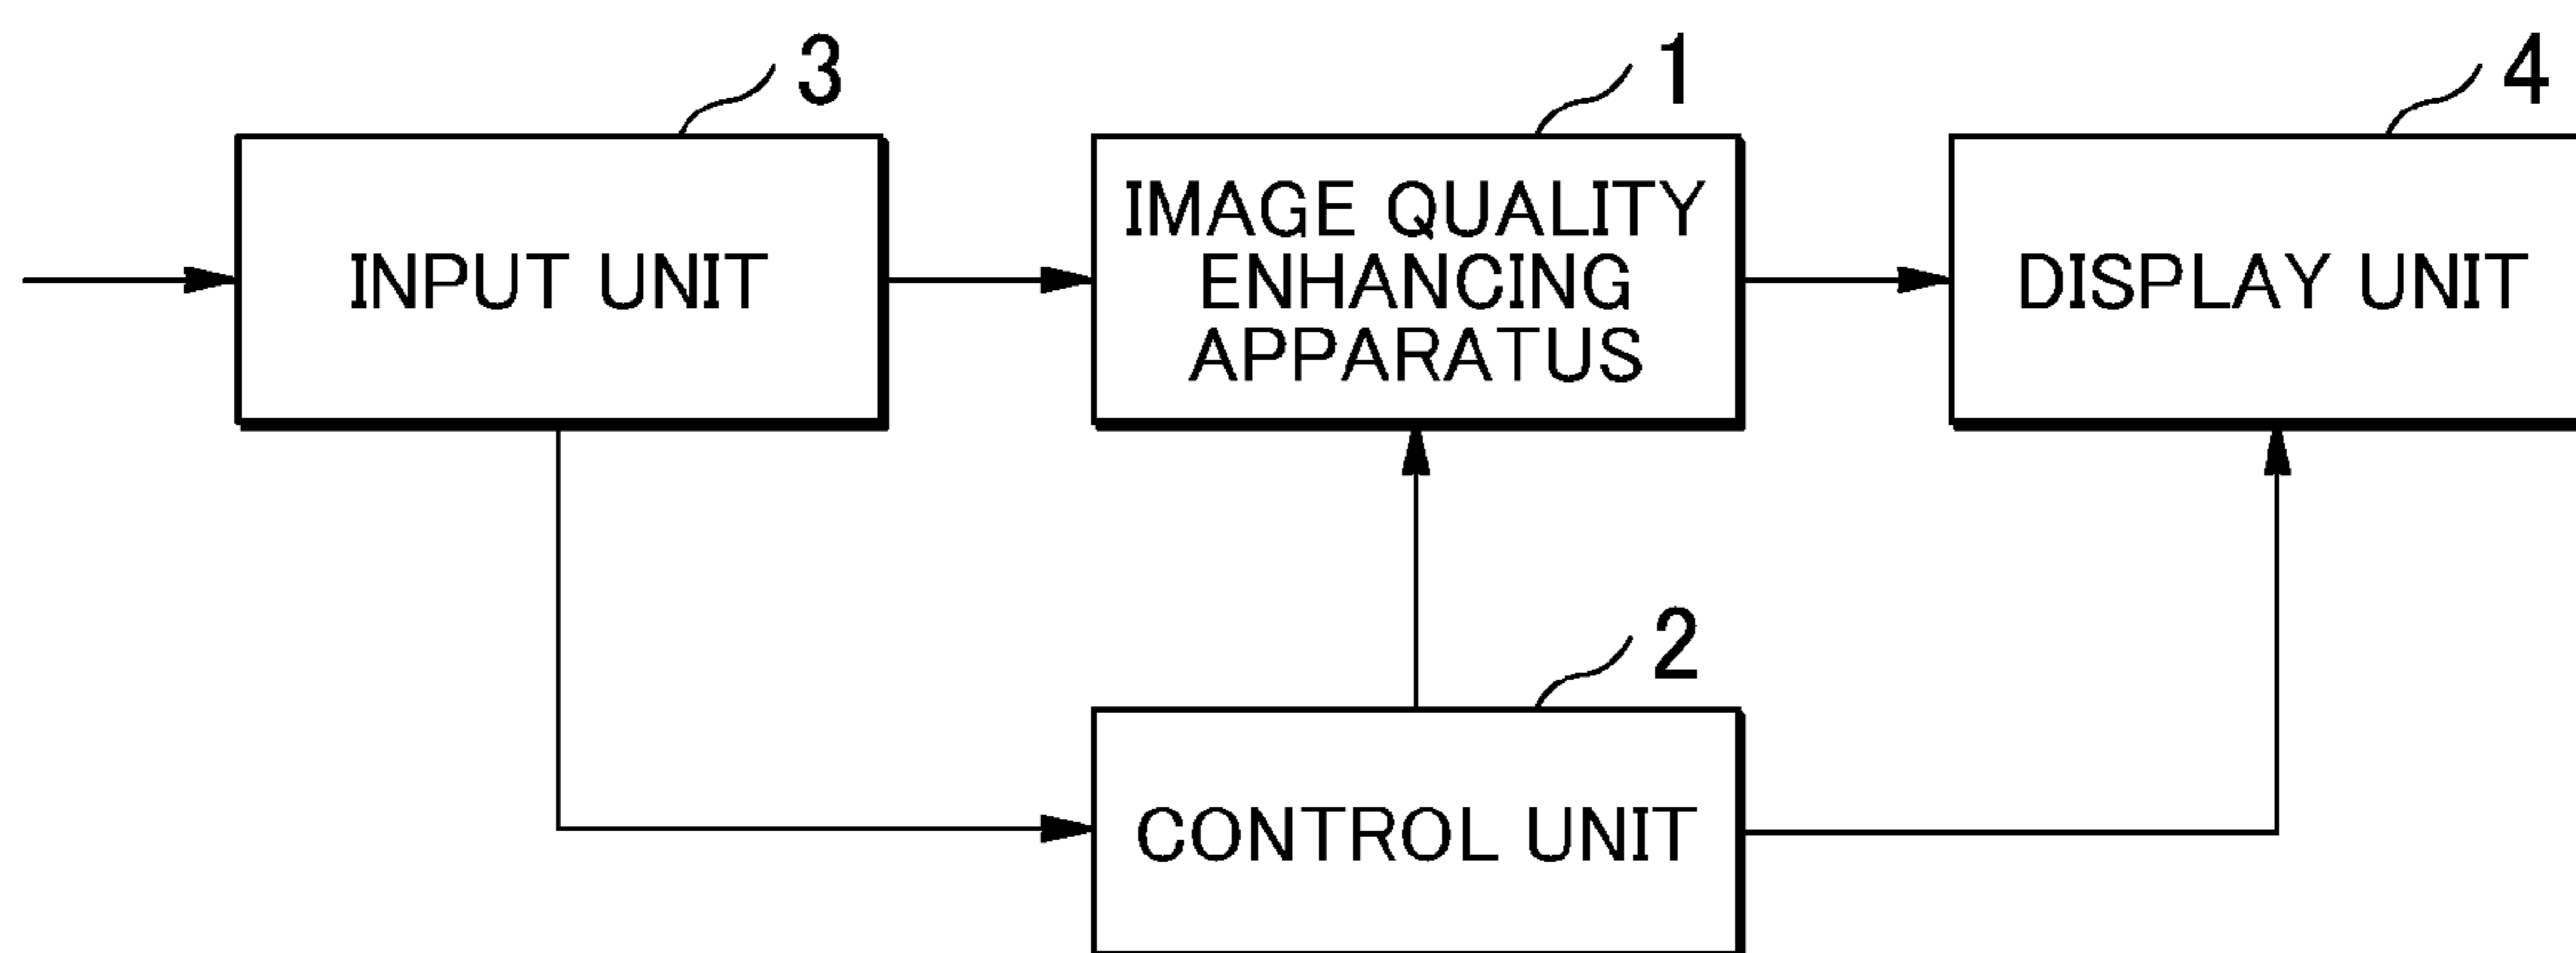 3
1
4
INPUT UNIT
IMAGE QUALITY
ENHANCING
APPARATUS
DISPLAY UNIT
2
CONTROL UNIT